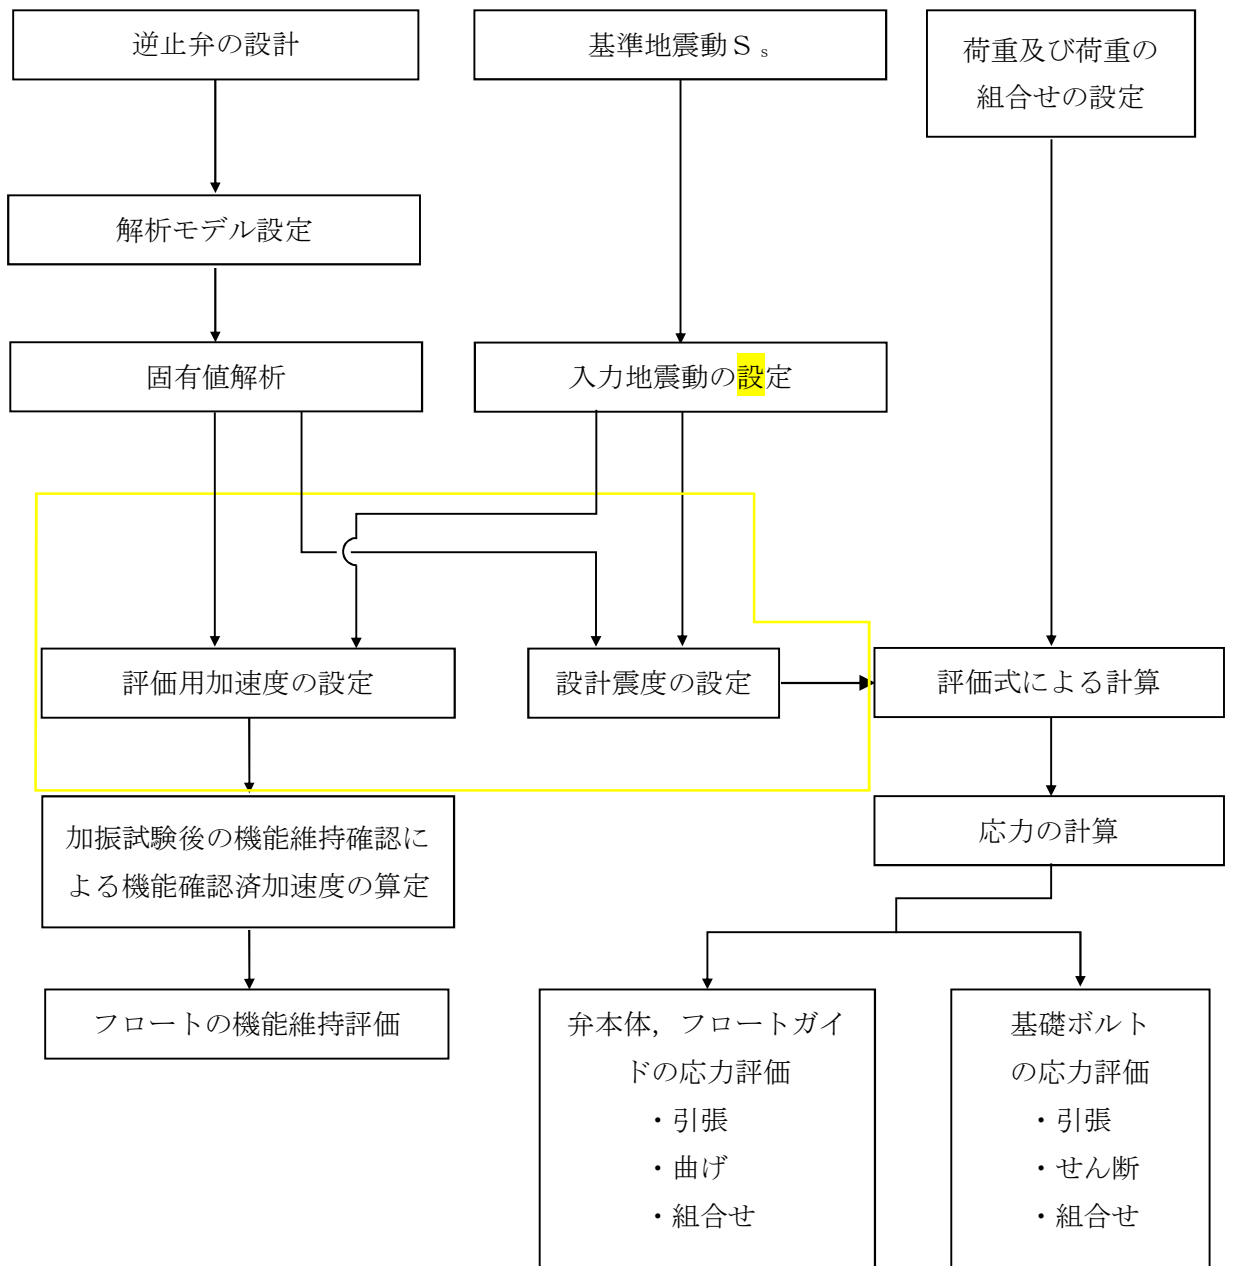 逆止弁の設計
基準地震動Ｓs
荷重及び荷重の
組合せの設定
解析モデル設定
固有値解析
入力地震動の設定
評価用加速度の設定
設計震度の設定
評価式による計算
加振試験後の機能維持確認に
よる機能確認済加速度の算定
応力の計算
フロートの機能維持評価
弁本体，フロートガイ
ドの応力評価
・引張
・曲げ
・組合せ
基礎ボルト
の応力評価
・引張
・せん断
・組合せ